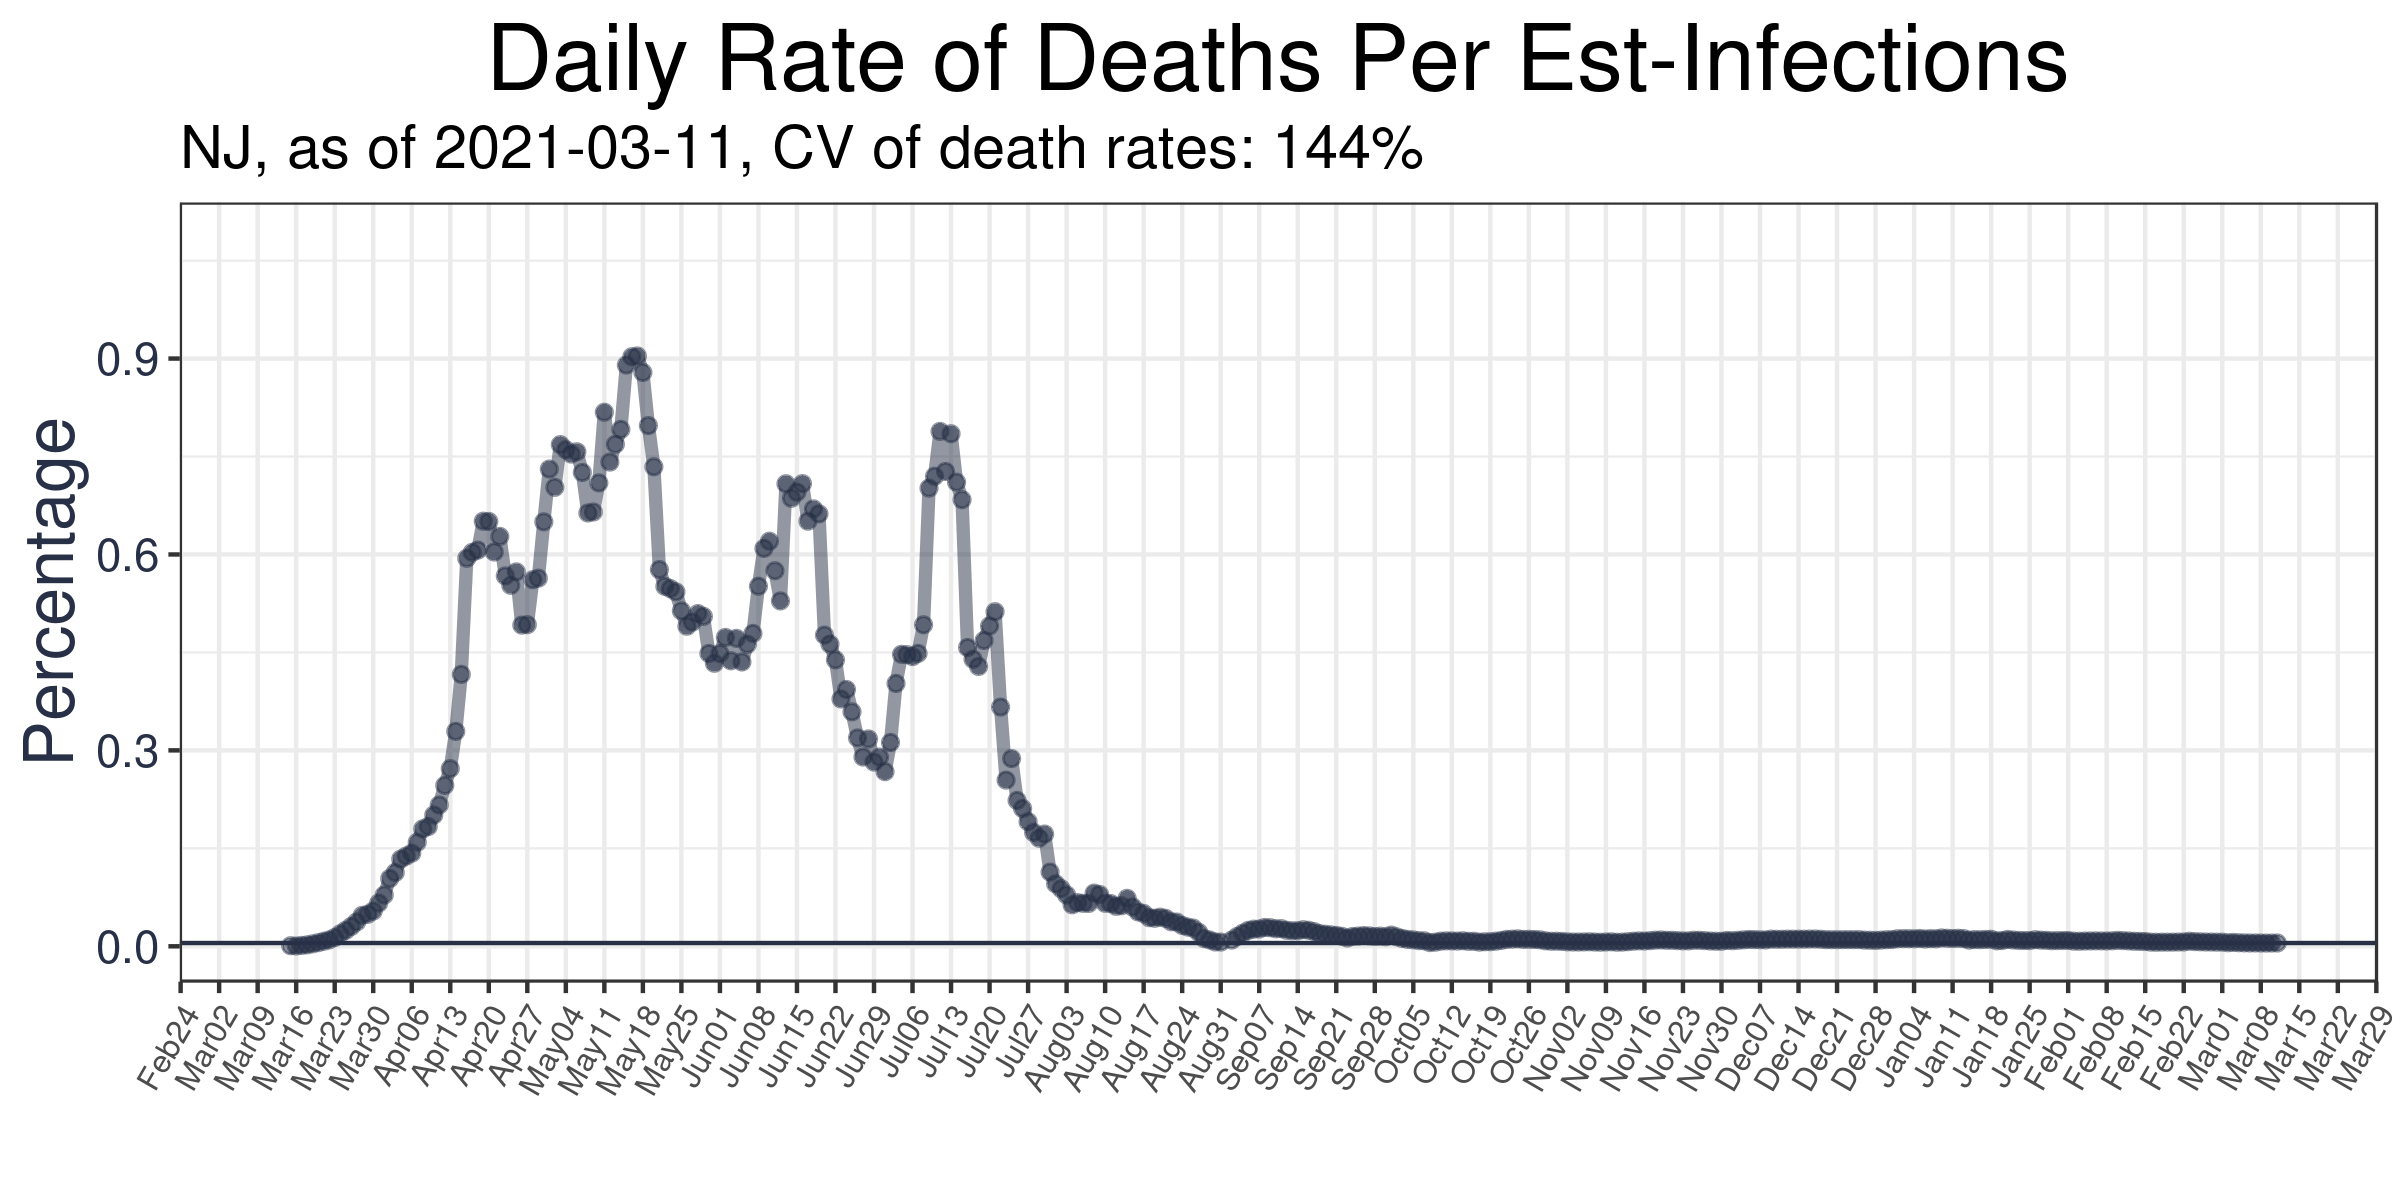 Daily Rate of Deaths Per Est-Infections
NJ, as of 2021-03-11, CV of death rates: 144%
Percentage
0.9
0.6
0.3
0.0
Feb24 Mar02 Mar09 Mar16 Mar23 Mar30 Apr06 Apr13 Apr20 Apr27 May04 May11 May18 May25 Jun01 Jun08 Jun15 Jun22 Jun29 Jul06 Jul13 Jul20 Jul27 Aug03 Aug10 Aug17 Aug24 Aug31 Sep07 Sep14 Sep21 Sep28 Oct05 Oct12 Oct19 Oct26 Nov02 Nov09 Nov16 Nov23 Nov30 Dec07 Dec14 Dec21 Dec28 Jan04 Jan11 Jan18 Jan25 Feb01 Feb08 Feb15 Feb22 Mar01 Mar08 Mar15 Mar22 Mar29